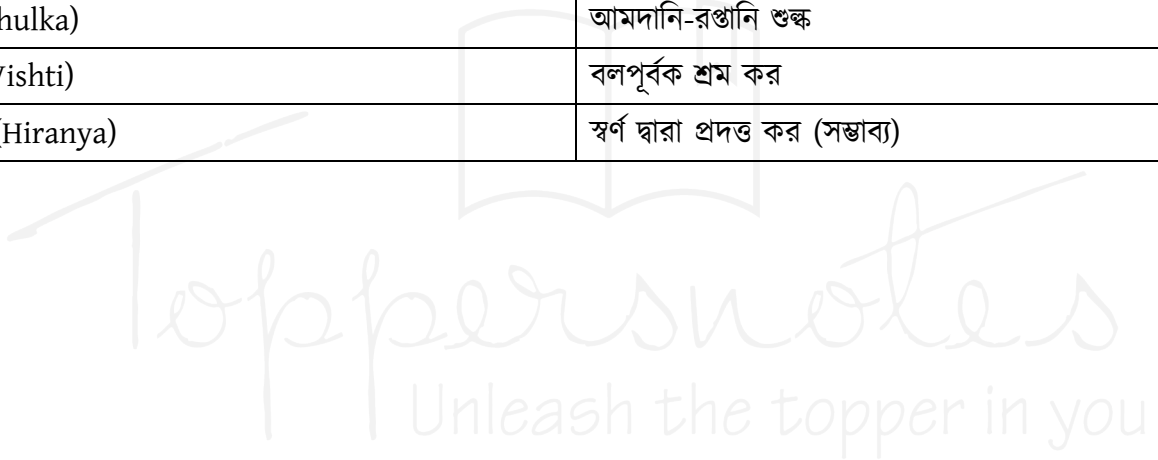 hulka) আমদানি-রপ্তানি শুল্ক
Vishti) বলপূর্বক শ্রম কর
(Hiranya) স্বর্ণ দ্বারা প্রদত্ত কর (সম্ভাব্য)
Toppersnotes
Unleash the topper in you